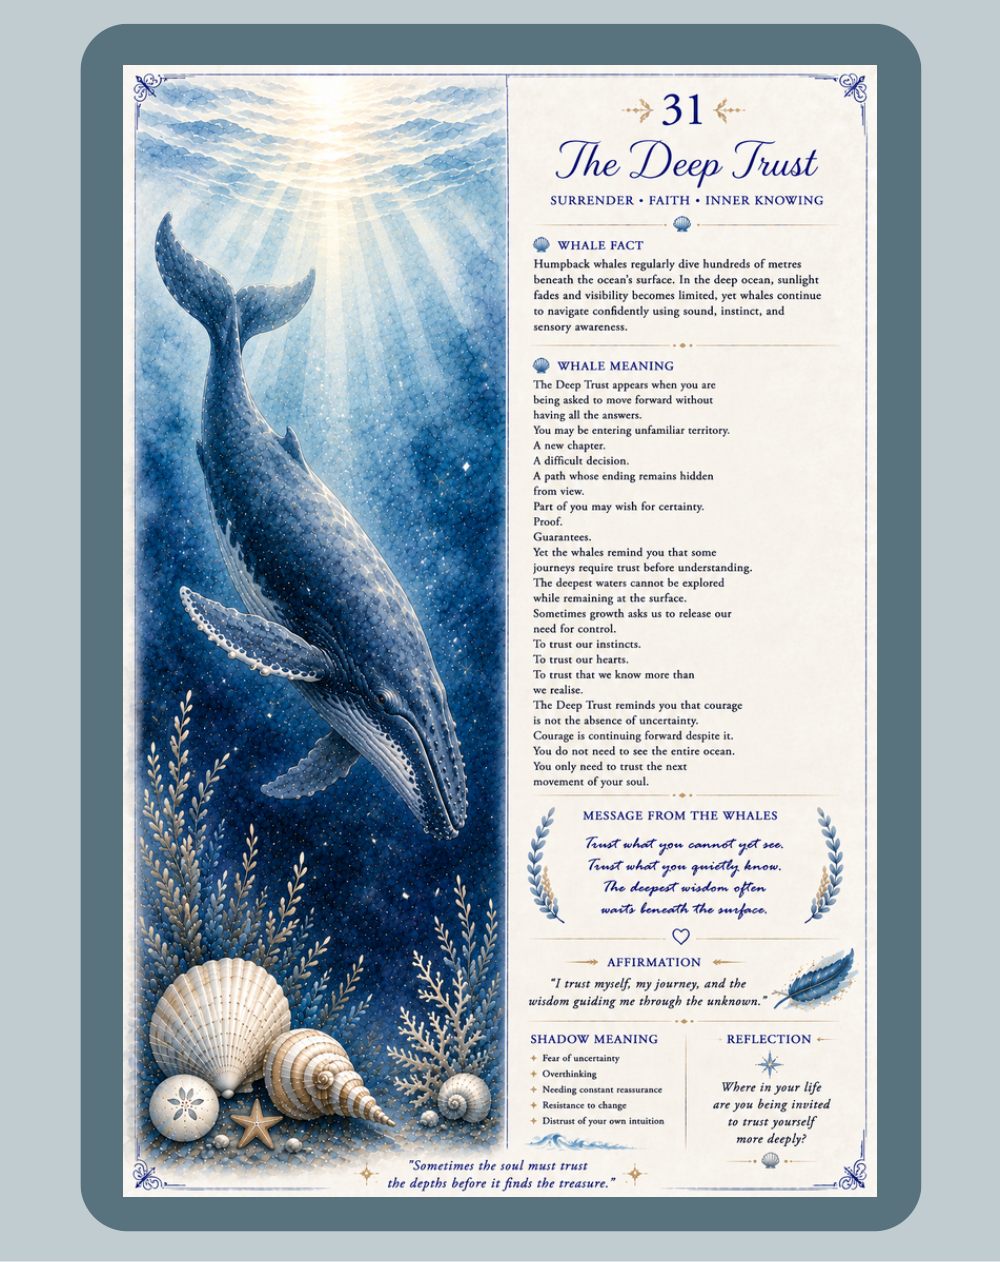 31
The Deep Trust
SURRENDER • FAITH • INNER KNOWING
WHALE FACT
Humpback whales regularly dive hundreds of metres
beneath the ocean's surface. In the deep ocean, sunlight
fades and visibility becomes limited, yet whales continue
to navigate confidently using sound, instinct, and
sensory awareness.
WHALE MEANING
The Deep Trust appears when you are
being asked to move forward without
having all the answers.
You may be entering unfamiliar territory.
A new chapter.
A difficult decision.
A path whose ending remains hidden
from view.
Part of you may wish for certainty.
Proof.
Guarantees.
Yet the whales remind you that some
journeys require trust before understanding.
The deepest waters cannot be explored
while remaining at the surface.
Sometimes growth asks us to release our
need for control.
To trust our instincts.
To trust our hearts.
To trust that we know more than
we realise.
The Deep Trust reminds you that courage
is not the absence of uncertainty.
Courage is continuing forward despite it.
You do not need to see the entire ocean.
You only need to trust the next
movement of your soul.
MESSAGE FROM THE WHALES
Trust what you cannot yet see.
Trust what you quietly know.
The deepest wisdom often
waits beneath the surface.
AFFIRMATION
"I trust myself, my journey, and the
wisdom guiding me through the unknown."
SHADOW MEANING
Fear of uncertainty
Overthinking
Needing constant reassurance
Resistance to change
Distrust of your own intuition
REFLECTION
Where in your life
are you being invited
to trust yourself
more deeply?
"Sometimes the soul must trust
the depths before it finds the treasure."